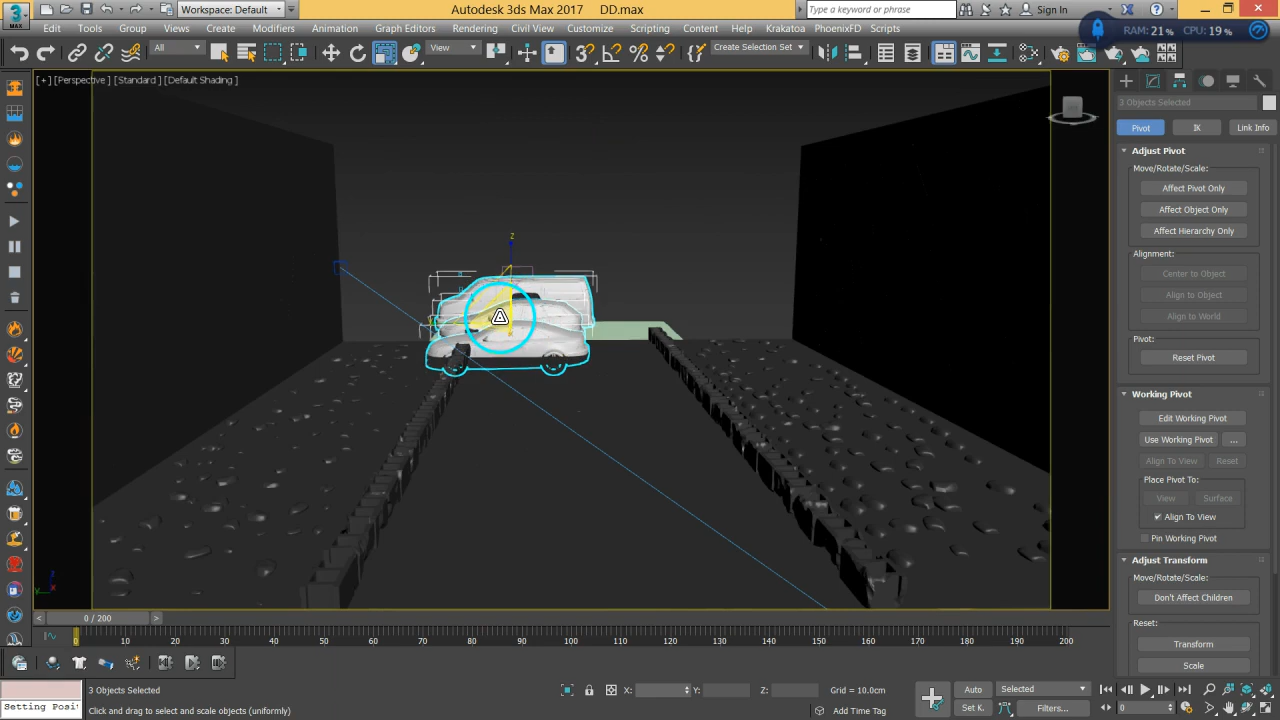 3
MAX
Workspace: Default
Autodesk 3ds Max 2017 DD.max
Type a keyword or phrase
Sign In
Edit Tools Group Views Create Modifiers Animation Graph Editors Rendering Civil View Customize Scripting Content Help PhoenixFD Krakatoa Scripts
RAM: 21 % CPU: 19 %
All
View
Create Selection Set
[+] [Perspective ] [Standard ] [Default Shading ]
3 Objects Selected
Pivot IK Link Info
Adjust Pivot
Move/Rotate/Scale:
Affect Pivot Only
Affect Object Only
Affect Hierarchy Only
Alignment:
Center to Object
Align to Object
Align to World
Pivot:
Reset Pivot
Working Pivot
Edit Working Pivot
Use Working Pivot ...
Align To View Reset
Place Pivot To:
View Surface
Align To View
Pin Working Pivot
Adjust Transform
Move/Rotate/Scale:
Don't Affect Children
Reset:
Transform
Scale
z
z
x
y
< 0 / 200 >
0 10 20 30 40 50 60 70 80 90 100 110 120 130 140 150 160 170 180 190 200
3 Objects Selected
X: Y: Z: Grid = 10.0cm
Auto Selected
Setting Posi
Click and drag to select and scale objects (uniformly)
Add Time Tag
Set K. Filters... 0